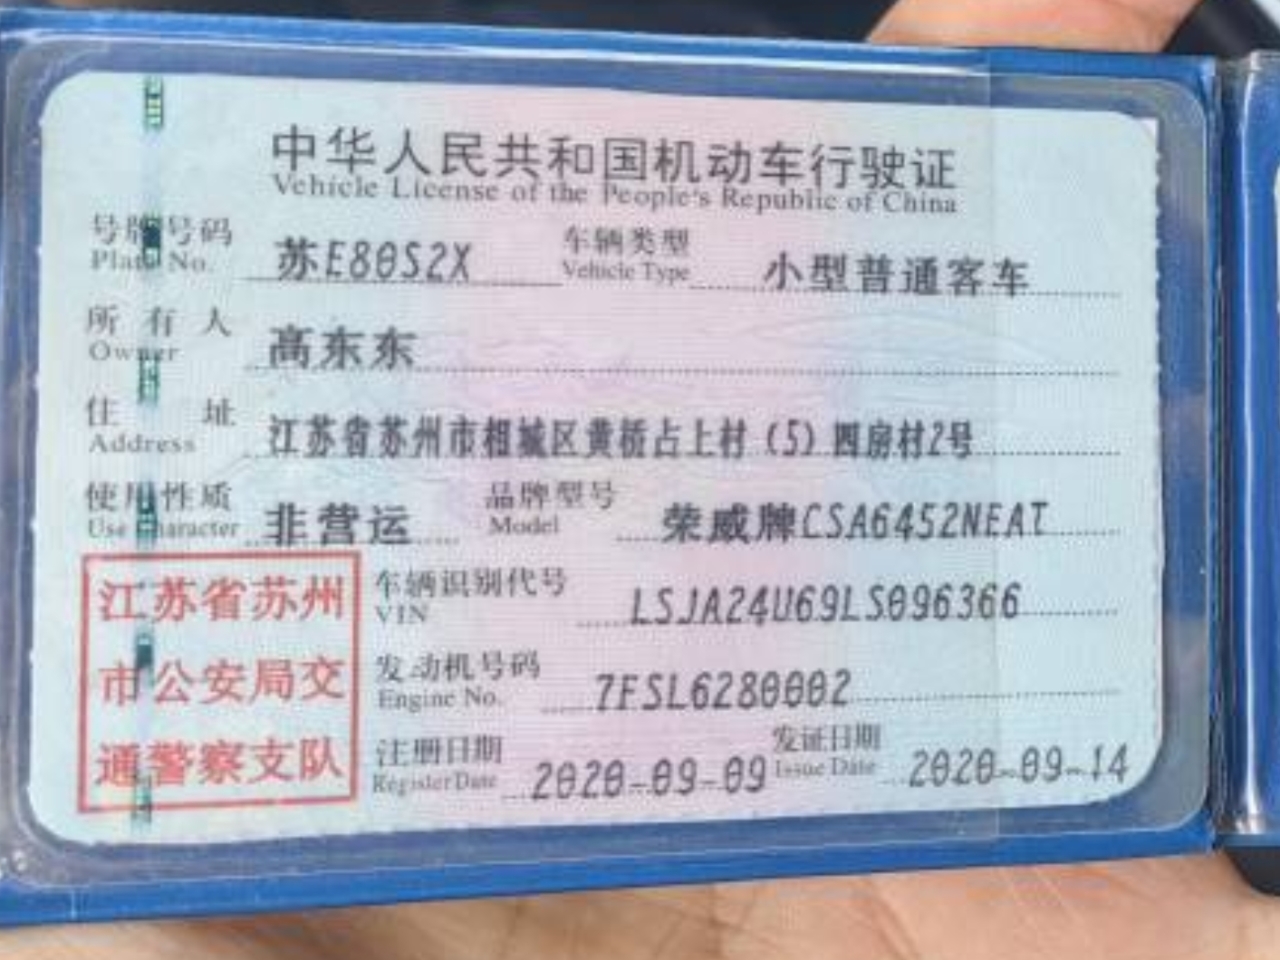 中华人民共和国机动车行驶证
Vehicle License of the People's Republic of China
号牌号码 苏E80S2X 车辆类型 小型普通客车
Plate No. Vehicle Type
所有人 高东东
Owner
住址 江苏省苏州市相城区黄桥占上村（5）四房村2号
Address
使用性质 非营运 品牌型号 荣威牌CSA6452NEAT
Use Character Model
江苏省苏州
市公安局交
通警察支队
车辆识别代号 LSJA24U69LS096366
VIN
发动机号码 7FSL6280002
Engine No.
注册日期 2020-09-09 发证日期 2020-09-14
Register Date Issue Date